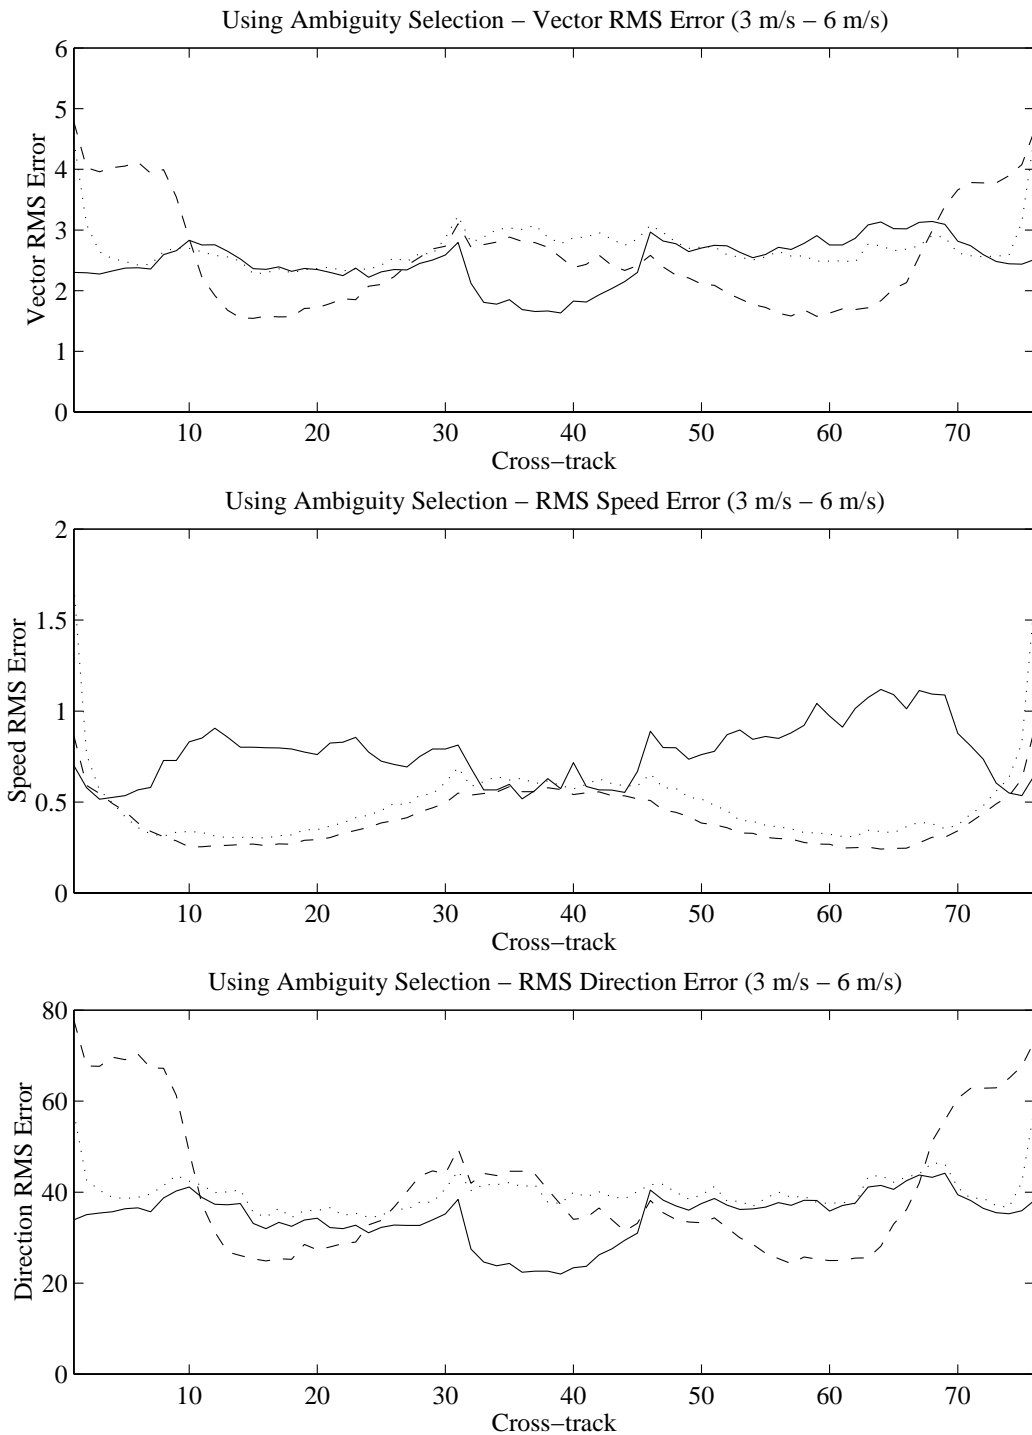 Using Ambiguity Selection − Vector RMS Error (3 m/s − 6 m/s)
6
5
4
3
2
1
0
Vector RMS Error
10 20 30 40 50 60 70
Cross−track
Using Ambiguity Selection − RMS Speed Error (3 m/s − 6 m/s)
2
1.5
1
0.5
0
Speed RMS Error
10 20 30 40 50 60 70
Cross−track
Using Ambiguity Selection − RMS Direction Error (3 m/s − 6 m/s)
80
60
40
20
0
Direction RMS Error
10 20 30 40 50 60 70
Cross−track